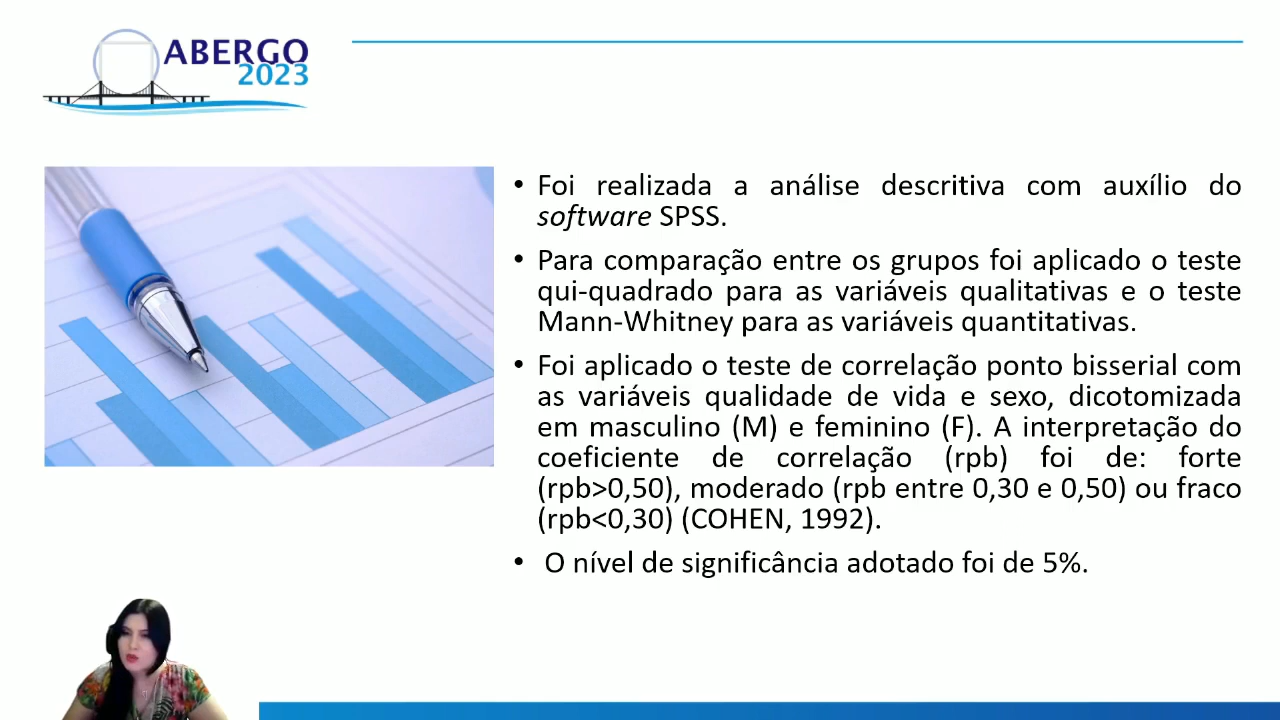 ABERGO
2023
• Foi realizada a análise descritiva com auxílio do
software SPSS.
• Para comparação entre os grupos foi aplicado o teste
qui-quadrado para as variáveis qualitativas e o teste
Mann-Whitney para as variáveis quantitativas.
• Foi aplicado o teste de correlação ponto bisserial com
as variáveis qualidade de vida e sexo, dicotomizada
em masculino (M) e feminino (F). A interpretação do
coeficiente de correlação (rpb) foi de: forte
(rpb>0,50), moderado (rpb entre 0,30 e 0,50) ou fraco
(rpb<0,30) (COHEN, 1992).
• O nível de significância adotado foi de 5%.